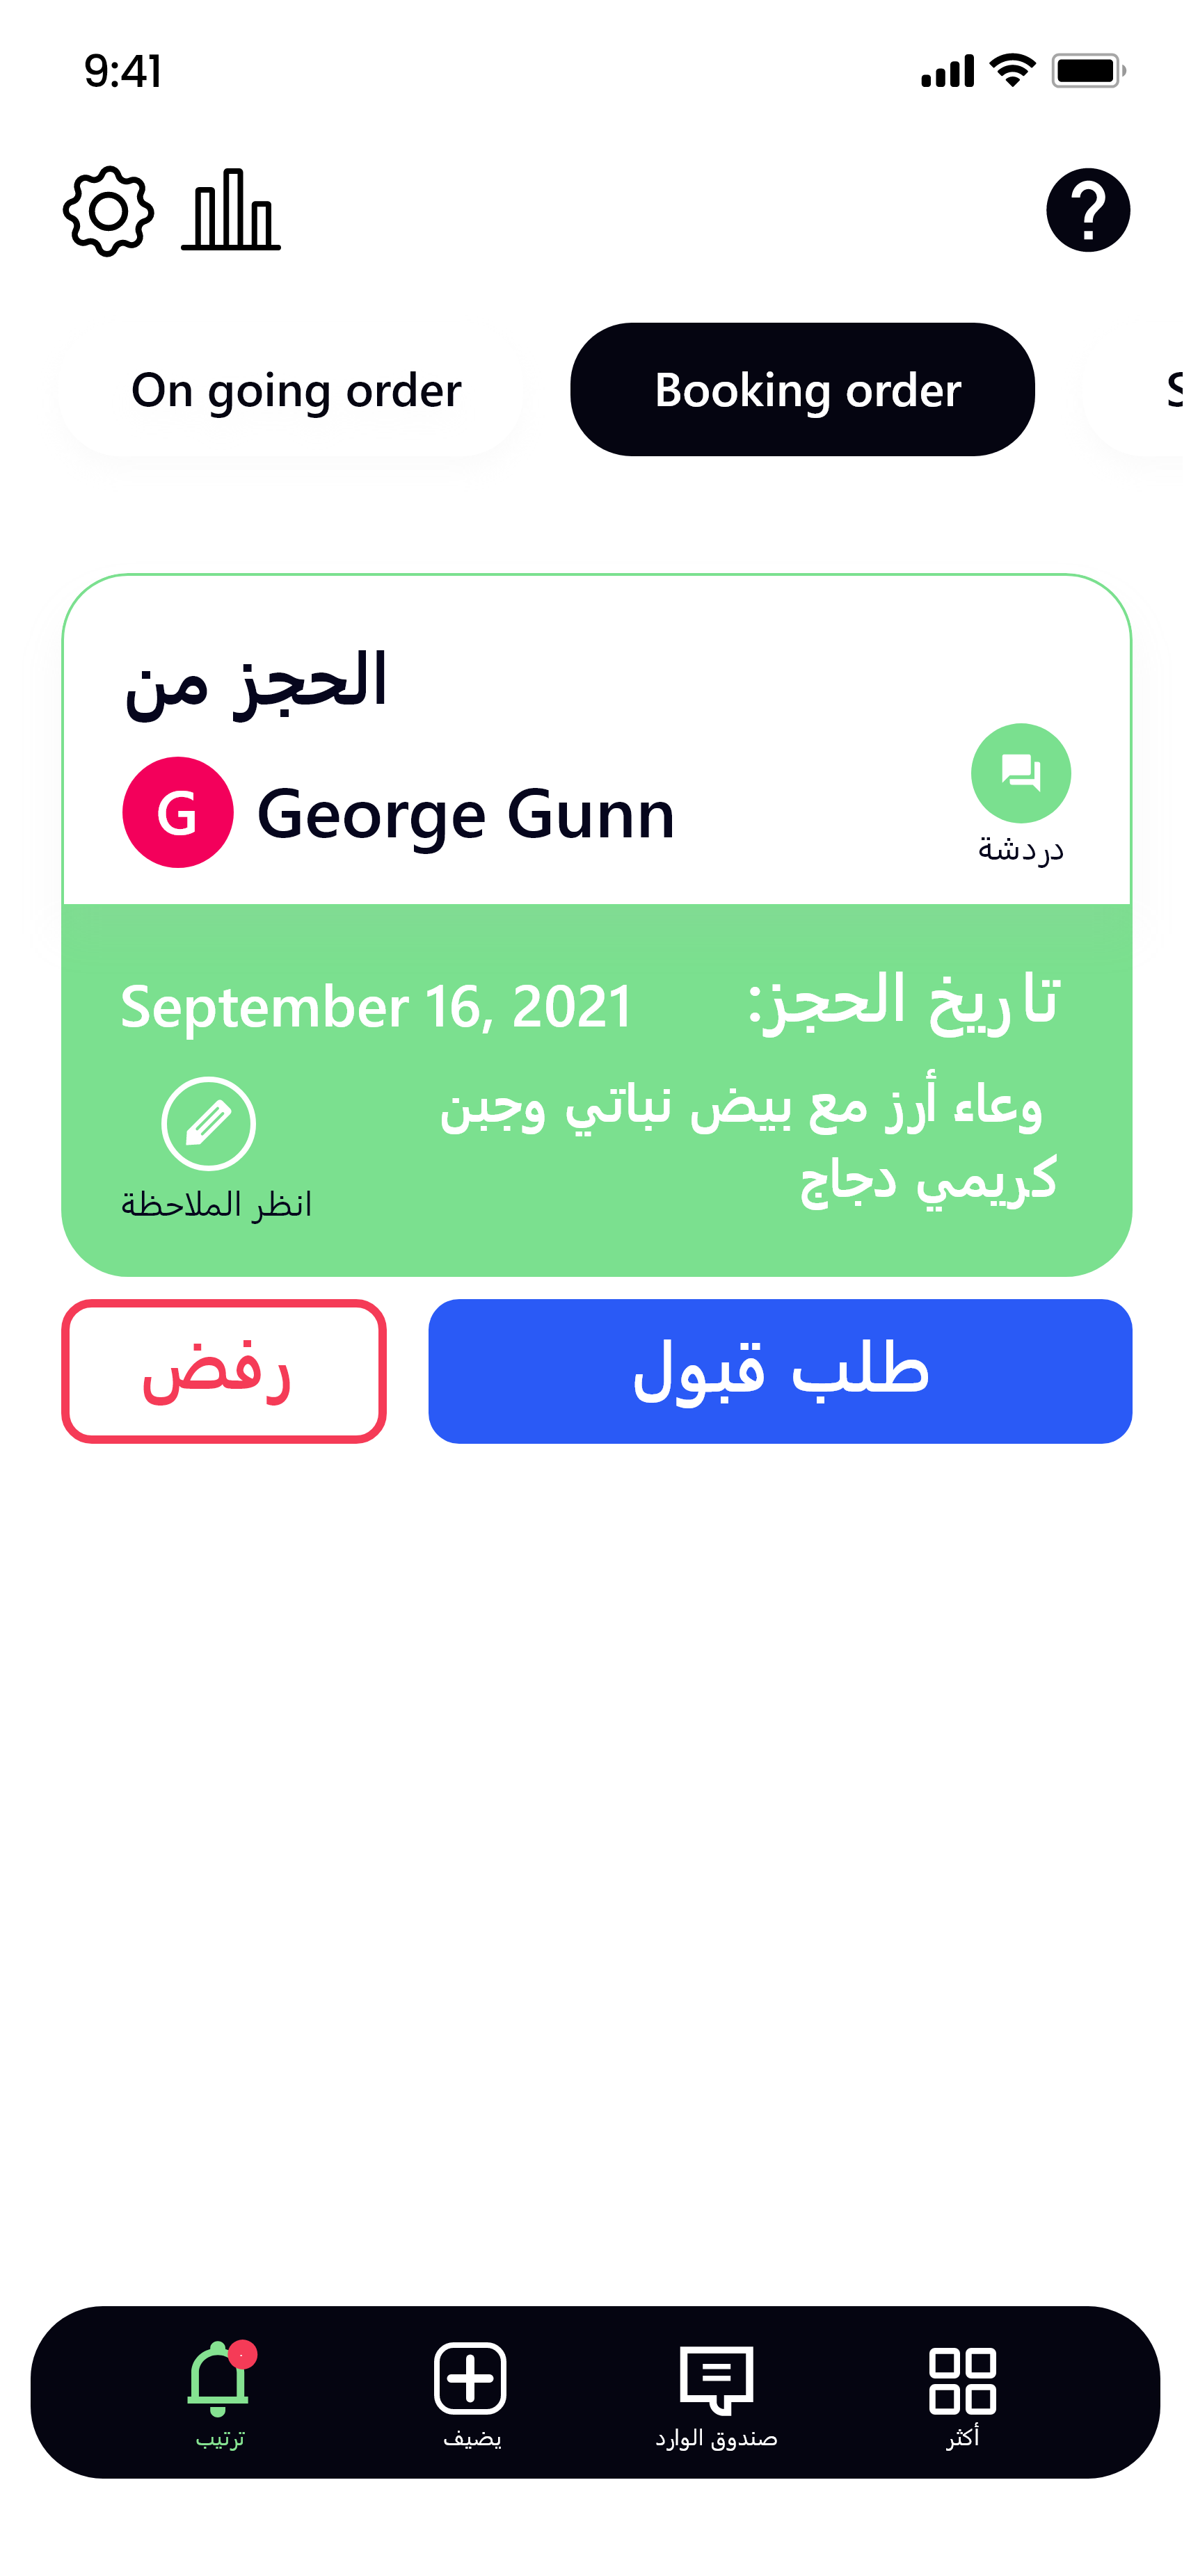 9:41
On going order
Booking order
S
الحجز من
G
George Gunn
دردشة
تاريخ الحجز:
September 16, 2021
وعاء أرز مع بيض نباتي وجبن
كريمي دجاج
انظر الملاحظة
رفض
طلب قبول
ترتيب
يضيف
صندوق الوارد
أكثر